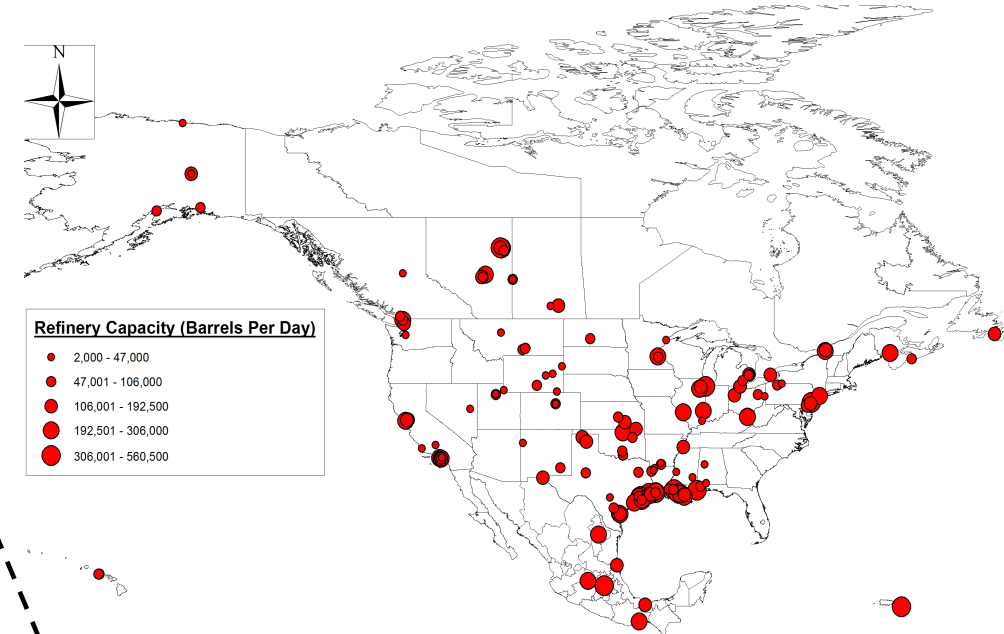 N
Refinery Capacity (Barrels Per Day)
2,000 - 47,000
47,001 - 106,000
106,001 - 192,500
192,501 - 306,000
306,001 - 560,500